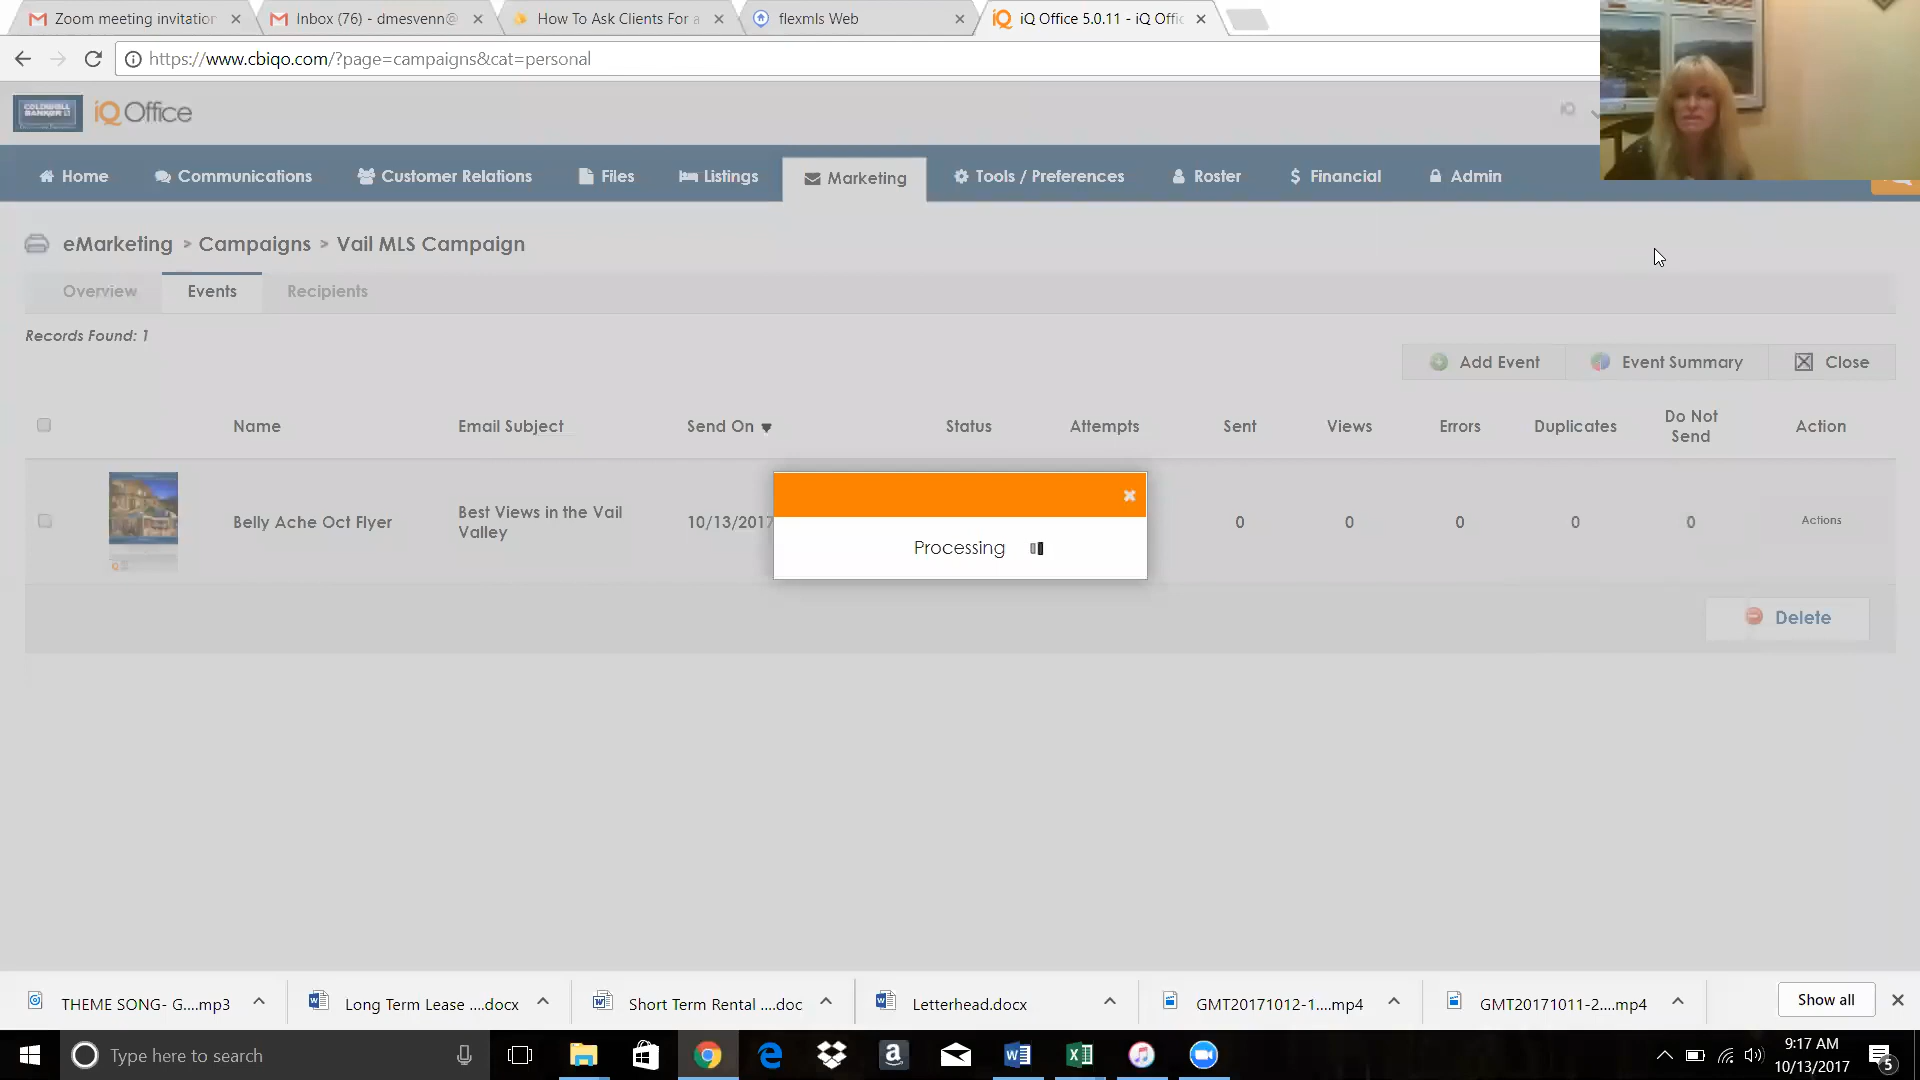 Zoom meeting invitation
Inbox (76) - dmesvenn@
How To Ask Clients For a
flexmls Web
iQ Office 5.0.11 - iQ Offic
https://www.cbiqo.com/?page=campaigns&cat=personal
COLDWELL BANKER
iQ Office
iQ
Home
Communications
Customer Relations
Files
Listings
Marketing
Tools / Preferences
Roster
$ Financial
Admin
eMarketing > Campaigns > Vail MLS Campaign
Overview
Events
Recipients
Records Found: 1
Add Event
Event Summary
Close
Name
Email Subject
Send On
Status
Attempts
Sent
Views
Errors
Duplicates
Do Not Send
Action
Belly Ache Oct Flyer
Best Views in the Vail Valley
10/13/2017
0
0
0
0
0
Actions
Processing
Delete
THEME SONG- G....mp3
Long Term Lease ....docx
Short Term Rental ....doc
Letterhead.docx
GMT20171012-1....mp4
GMT20171011-2....mp4
Show all
Type here to search
9:17 AM
10/13/2017
5